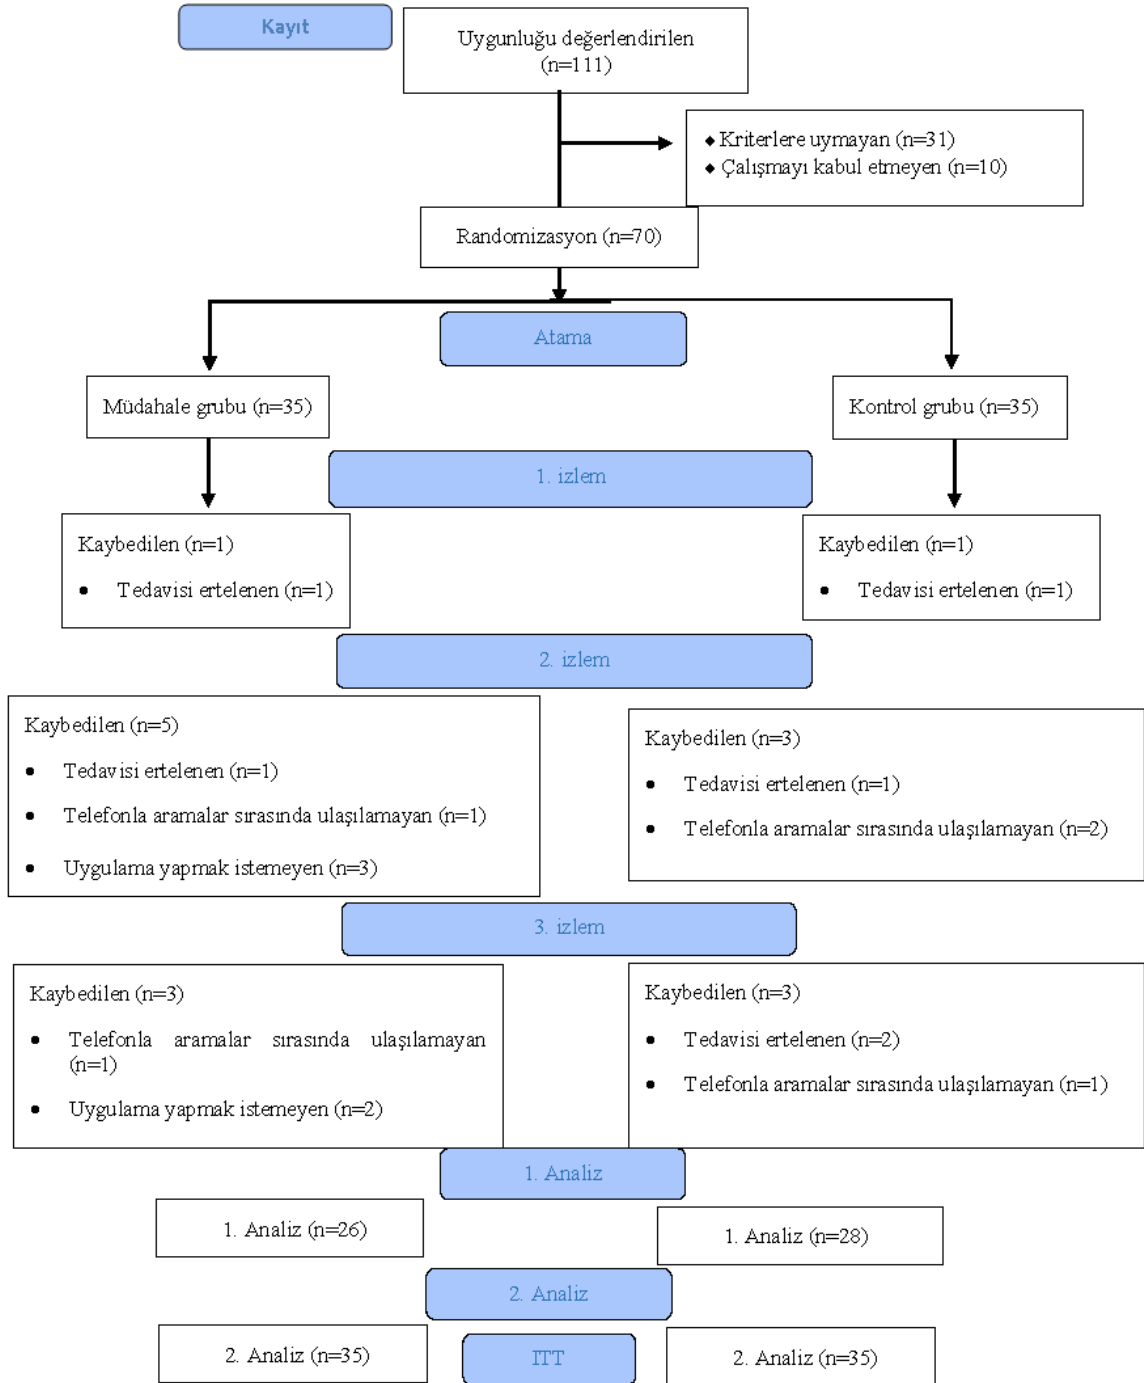 Kayıt
Uygunluğu değerlendirilen
(n=111)
♦ Kriterlere uymayan (n=31)
♦ Çalışmayı kabul etmeyen (n=10)
Randomizasyon (n=70)
Atama
Müdahale grubu (n=35)
Kontrol grubu (n=35)
1. izlem
Kaybedilen (n=1)
• Tedavisi ertelenen (n=1)
Kaybedilen (n=1)
• Tedavisi ertelenen (n=1)
2. izlem
Kaybedilen (n=5)
• Tedavisi ertelenen (n=1)
• Telefonla aramalar sırasında ulaşılamayan (n=1)
• Uygulama yapmak istemeyen (n=3)
Kaybedilen (n=3)
• Tedavisi ertelenen (n=1)
• Telefonla aramalar sırasında ulaşılamayan (n=2)
3. izlem
Kaybedilen (n=3)
• Telefonla aramalar sırasında ulaşılamayan
(n=1)
• Uygulama yapmak istemeyen (n=2)
Kaybedilen (n=3)
• Tedavisi ertelenen (n=2)
• Telefonla aramalar sırasında ulaşılamayan (n=1)
1. Analiz
1. Analiz (n=26)
1. Analiz (n=28)
2. Analiz
2. Analiz (n=35)
ITT
2. Analiz (n=35)